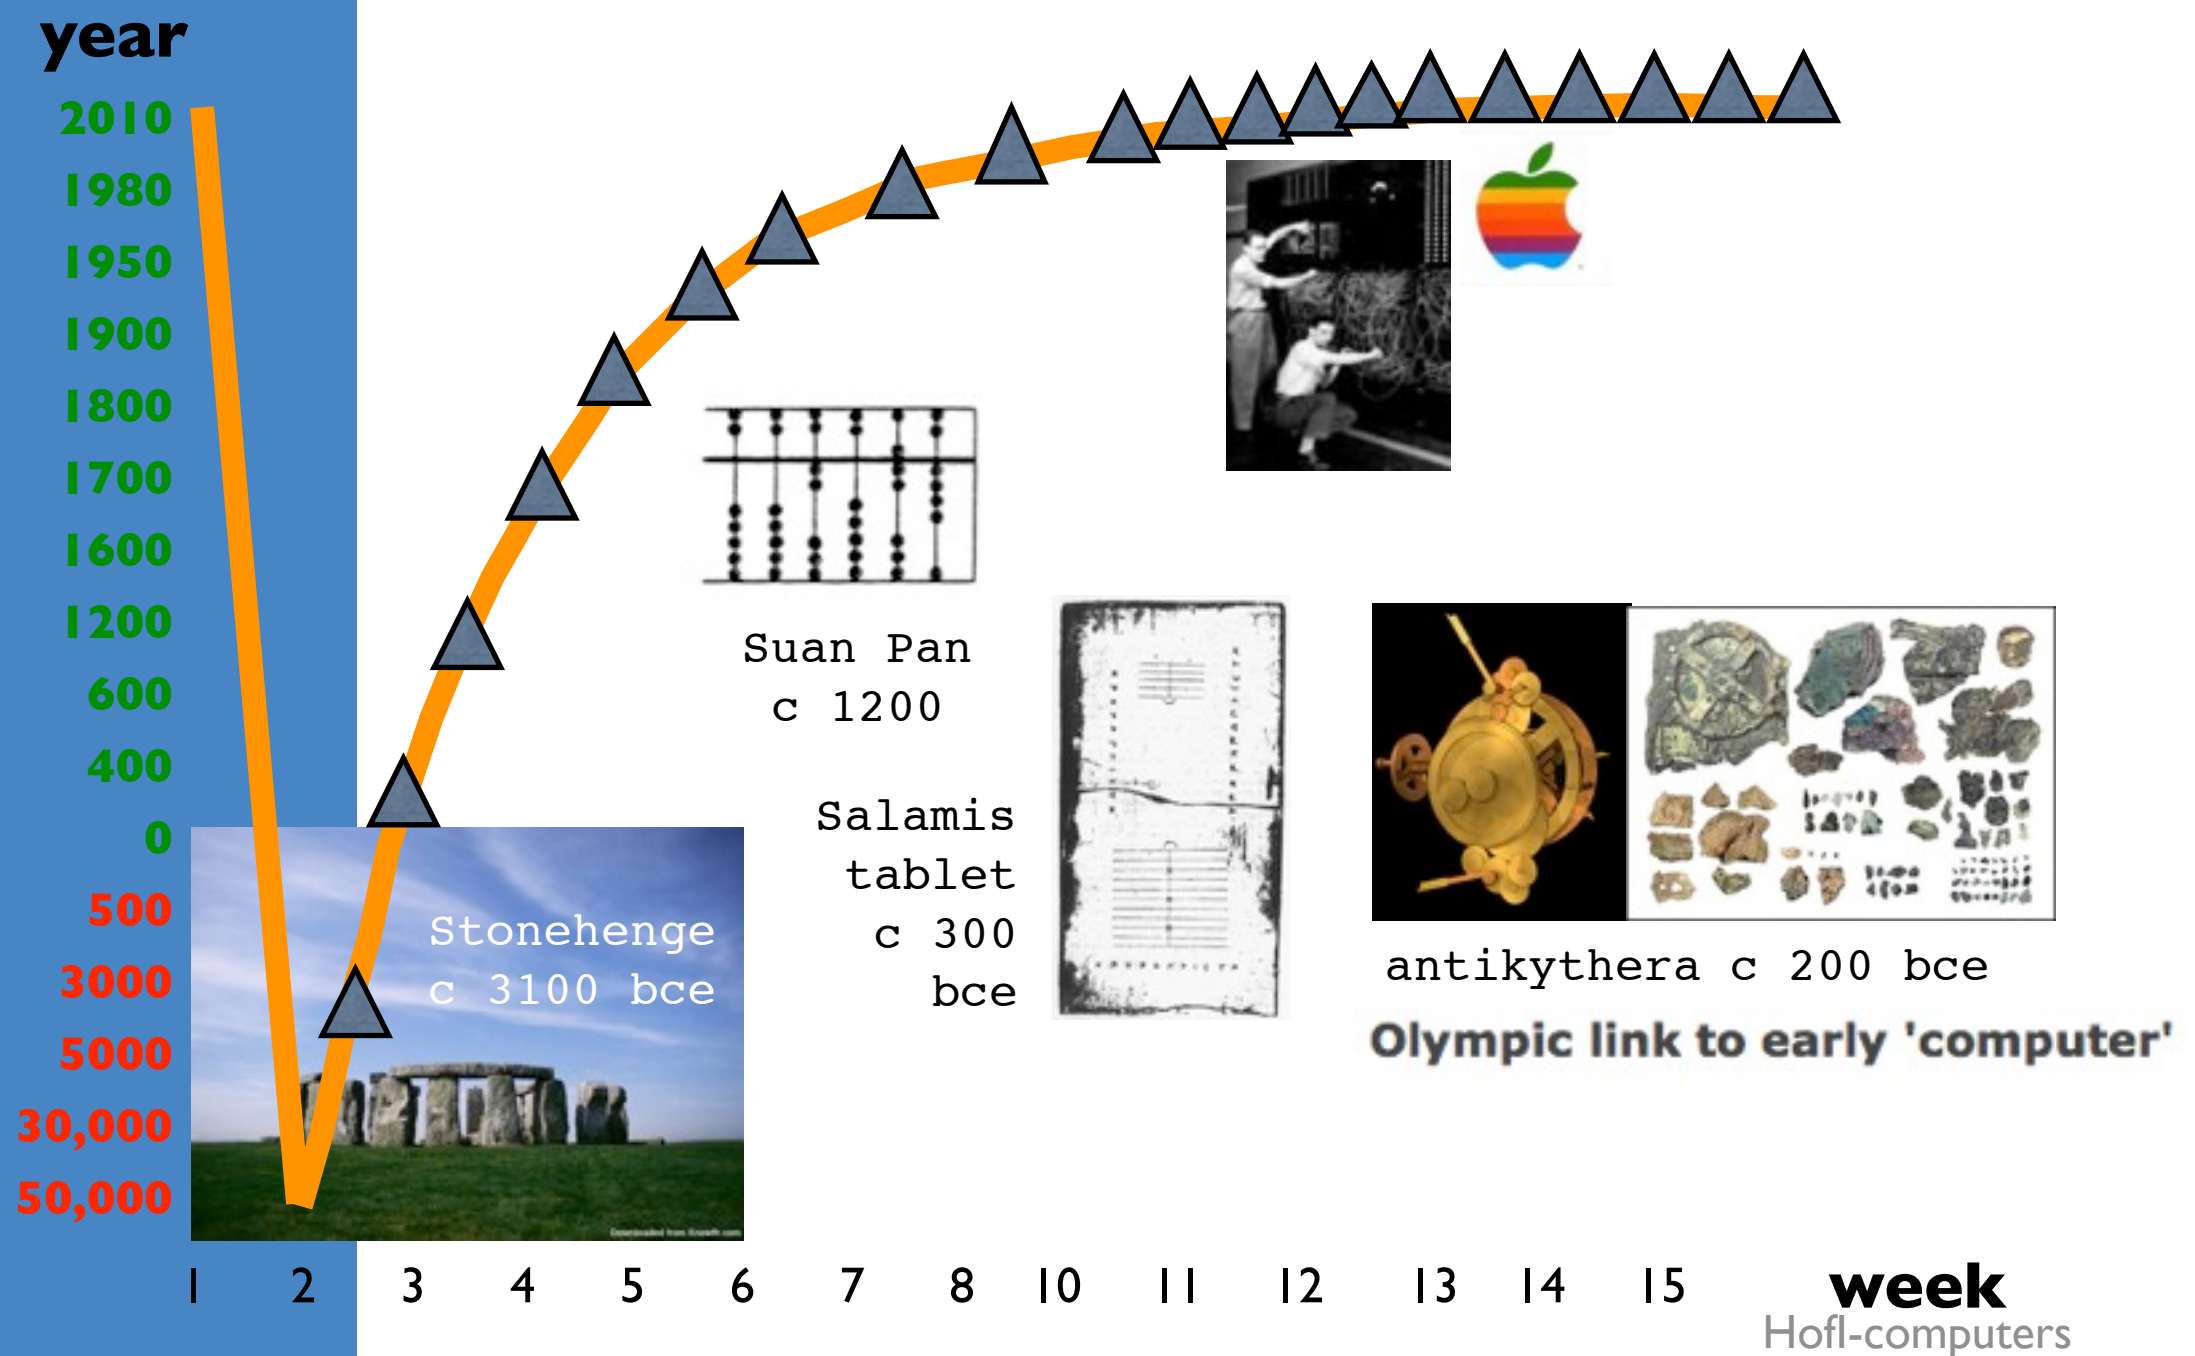 year
2010
1980
1950
1900
1800
1700
1600
1200
600
400
0
500
3000
5000
30,000
50,000
Suan Pan
c 1200
Salamis
tablet
c 300
bce
Stonehenge
c 3100 bce
antikythera c 200 bce
Olympic link to early 'computer'
1 2 3 4 5 6 7 8 10 11 12 13 14 15 week
Hofl-computers